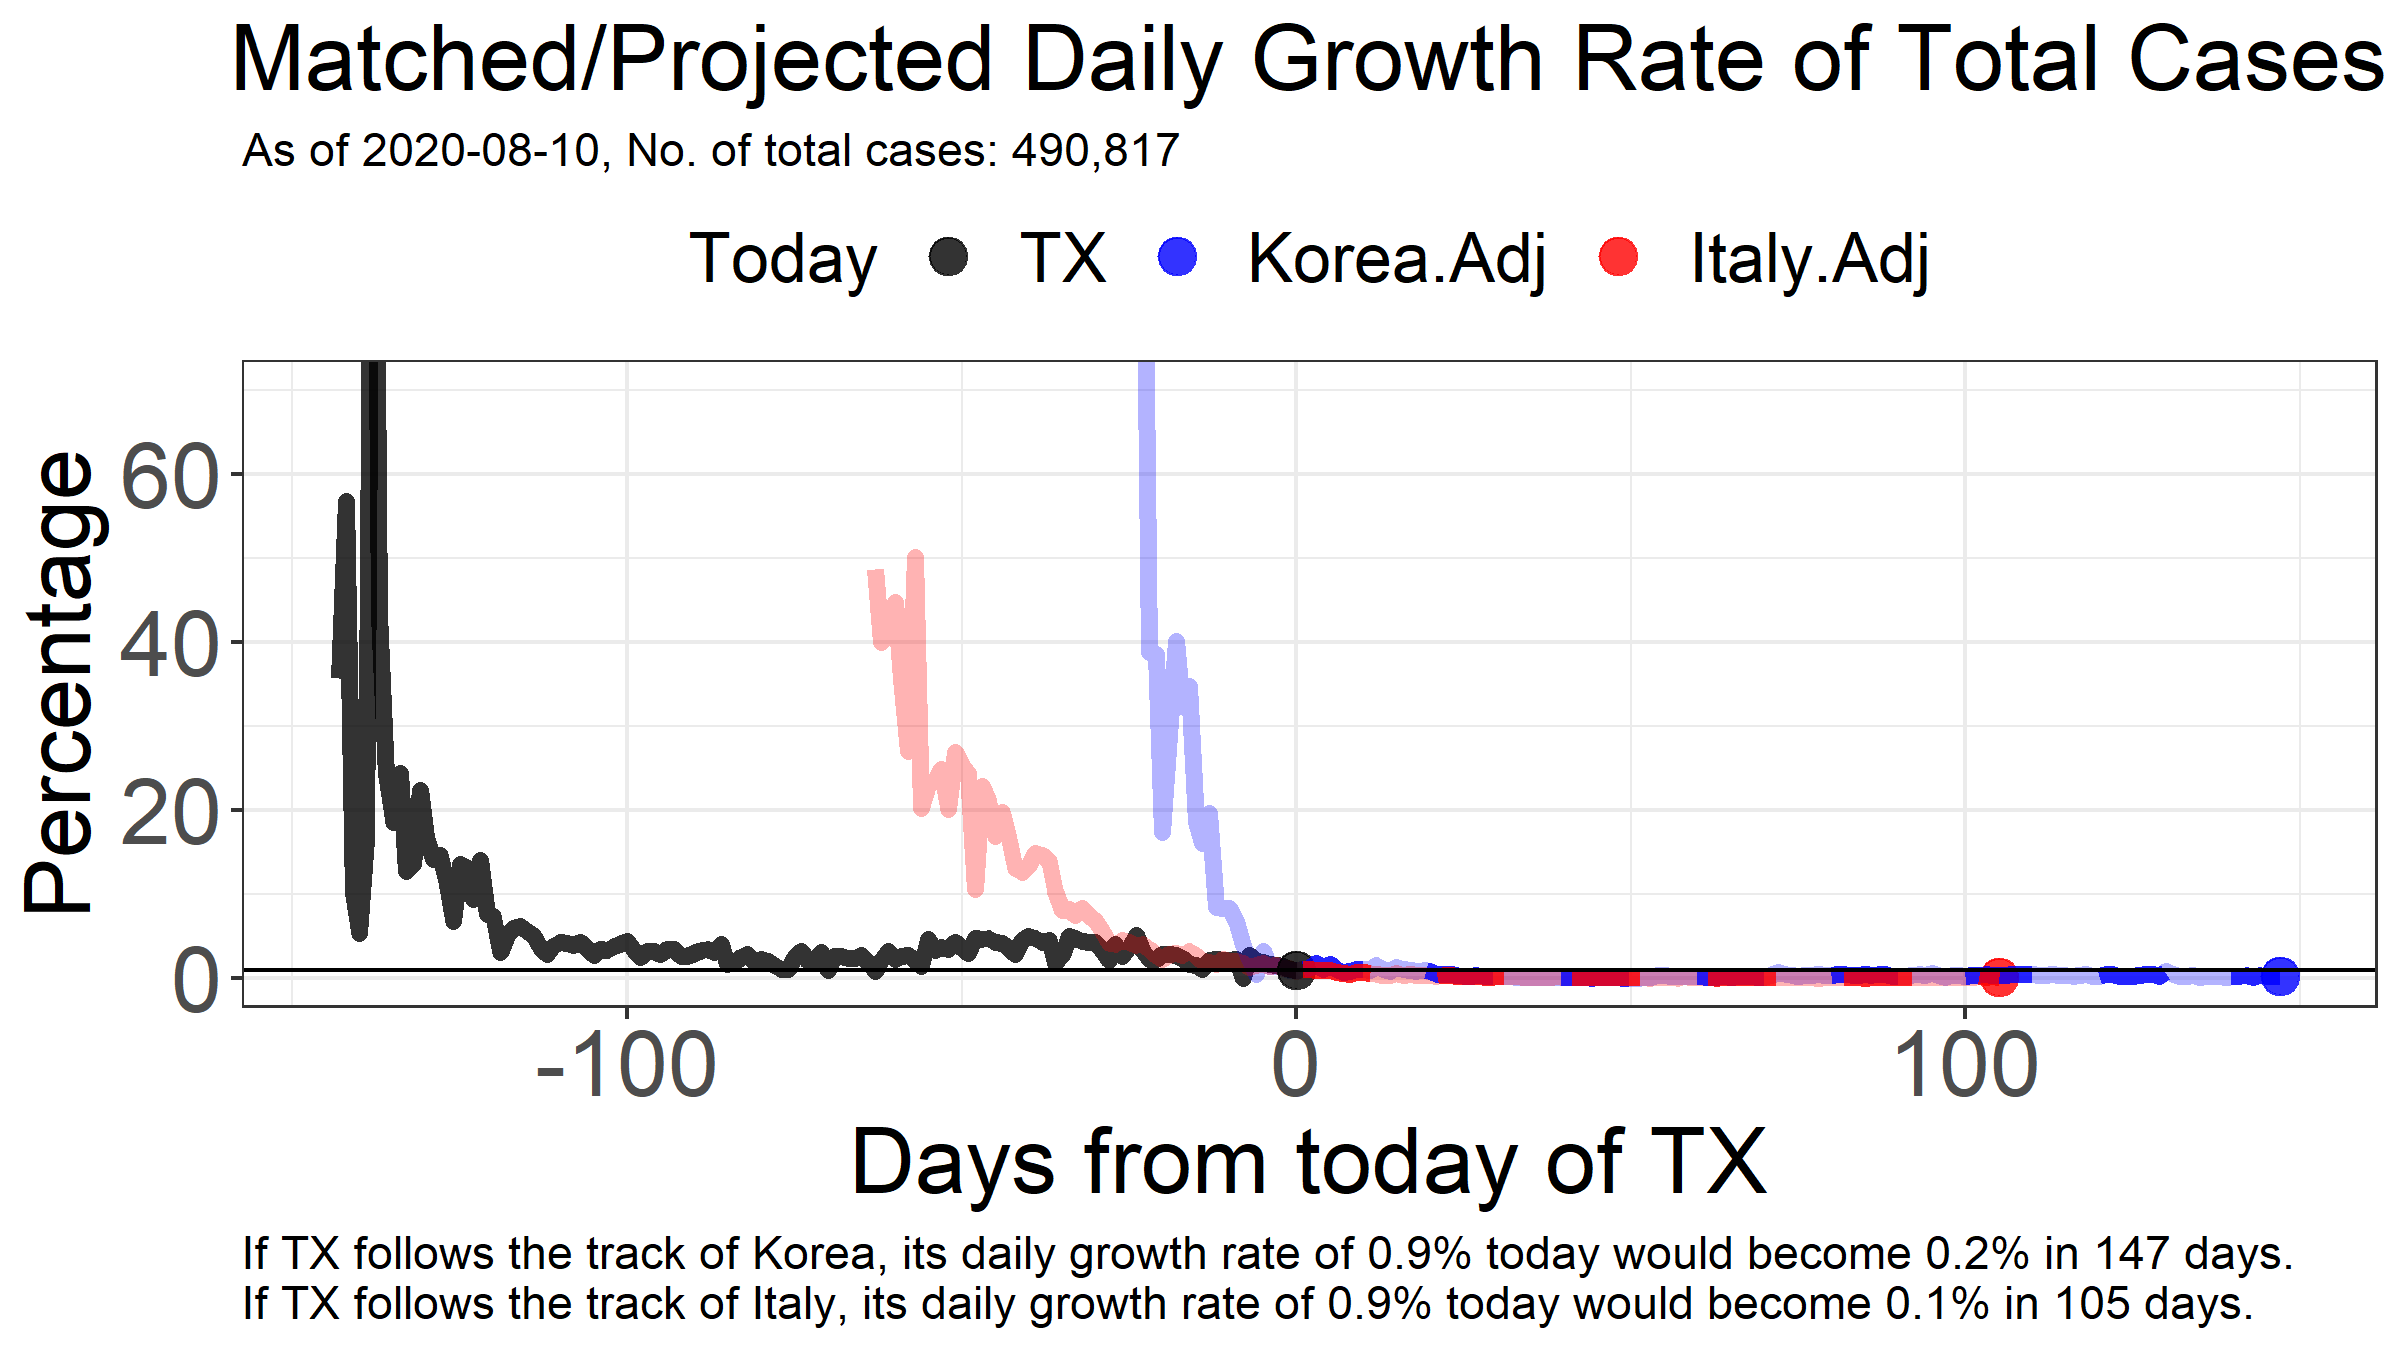 Matched/Projected Daily Growth Rate of Total Cases
As of 2020-08-10, No. of total cases: 490,817
Today TX Korea.Adj Italy.Adj
Percentage
60
40
20
0
-100 0 100
Days from today of TX
If TX follows the track of Korea, its daily growth rate of 0.9% today would become 0.2% in 147 days.
If TX follows the track of Italy, its daily growth rate of 0.9% today would become 0.1% in 105 days.